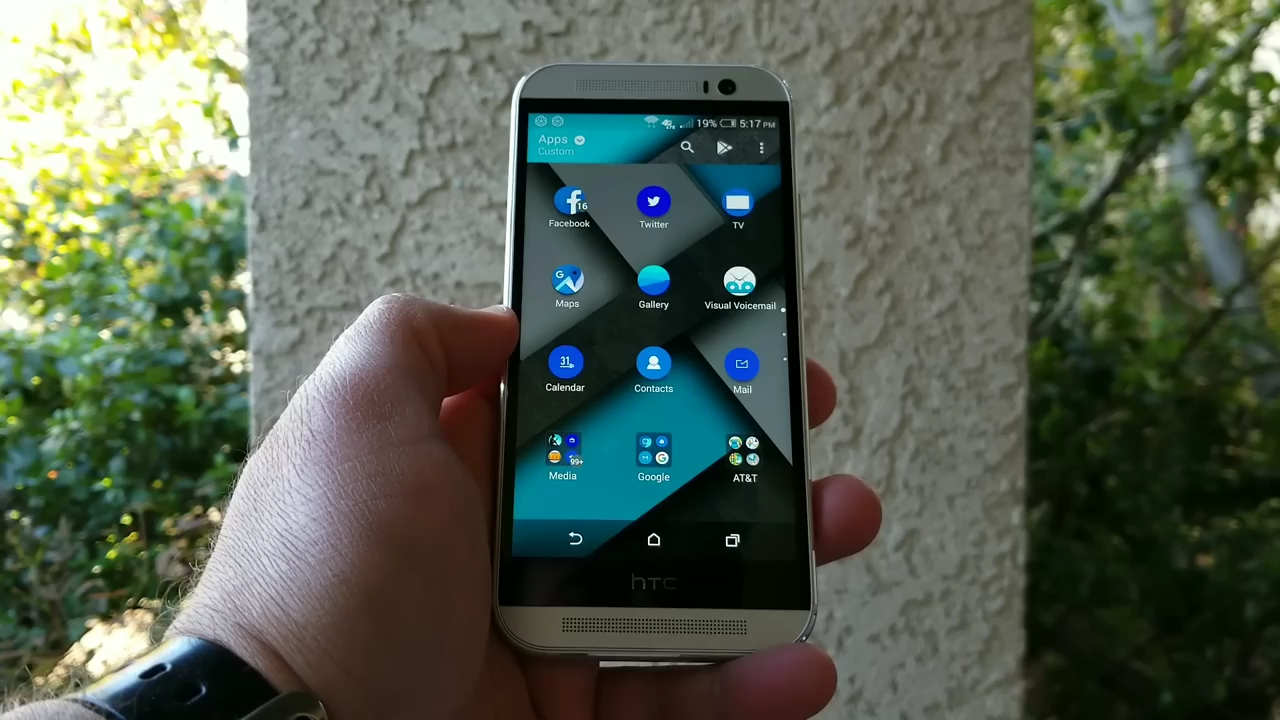 19% 5:17 PM
Apps
Custom
16
Facebook Twitter TV
G
Maps Gallery Visual Voicemail
31
Calendar Contacts Mail
99+
G
Media Google AT&T
hTC